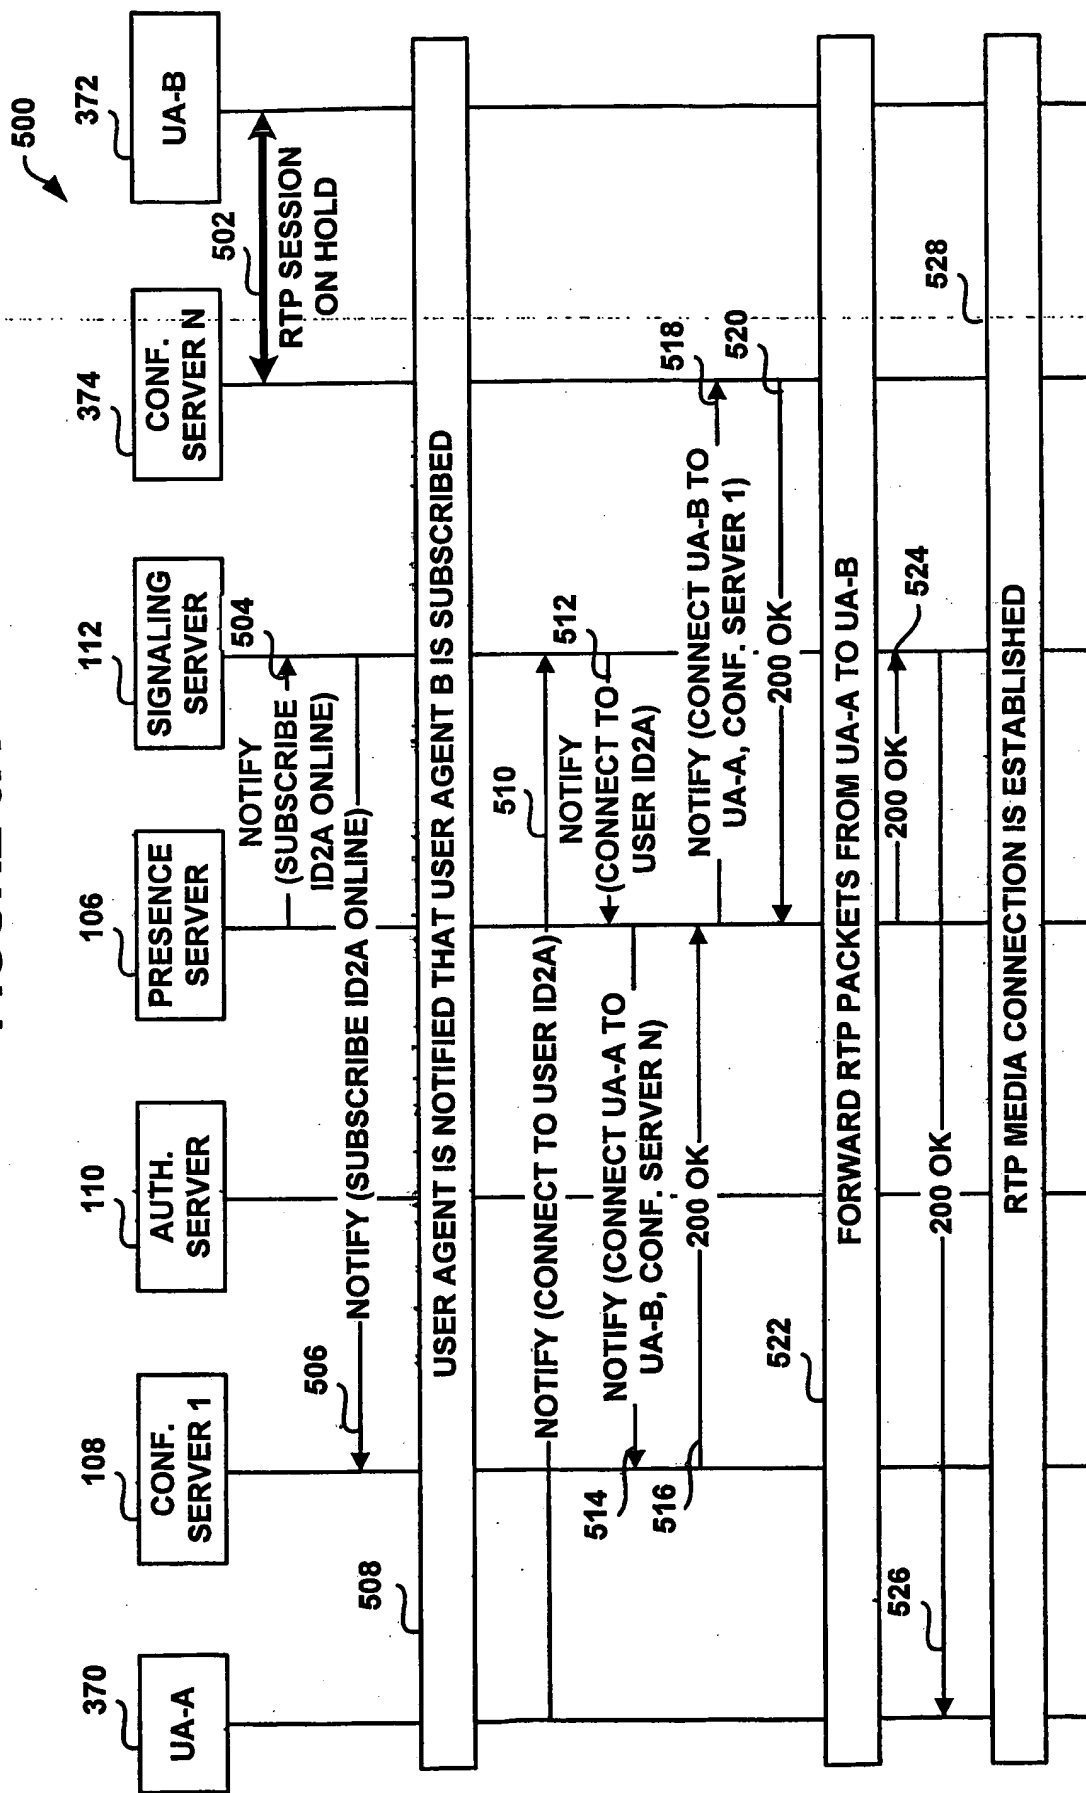 500
370
108
110
106
112
374
372
UA-A
CONF.
SERVER 1
AUTH.
SERVER
PRESENCE
SERVER
SIGNALING
SERVER
CONF.
SERVER N
UA-B
502
RTP SESSION
ON HOLD
NOTIFY
(SUBSCRIBE
ID2A ONLINE)
504
506
NOTIFY (SUBSCRIBE ID2A ONLINE)
508
USER AGENT IS NOTIFIED THAT USER AGENT B IS SUBSCRIBED
NOTIFY (CONNECT TO USER ID2A)
510
NOTIFY
(CONNECT TO
USER ID2A)
512
514
NOTIFY (CONNECT UA-A TO
UA-B, CONF. SERVER N)
516
200 OK
NOTIFY (CONNECT UA-B TO
UA-A, CONF. SERVER 1)
518
200 OK
520
522
FORWARD RTP PACKETS FROM UA-A TO UA-B
200 OK
524
526
200 OK
528
RTP MEDIA CONNECTION IS ESTABLISHED